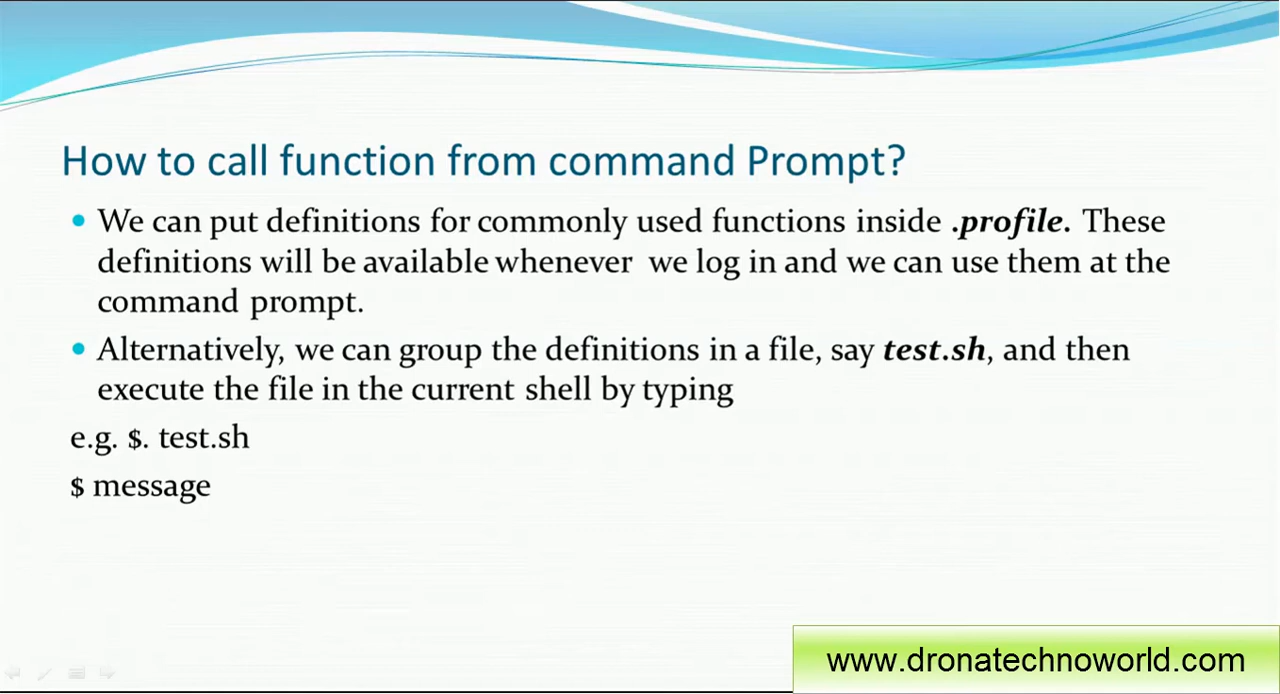 How to call function from command Prompt?
• We can put definitions for commonly used functions inside .profile. These
definitions will be available whenever we log in and we can use them at the
command prompt.
• Alternatively, we can group the definitions in a file, say test.sh, and then
execute the file in the current shell by typing
e.g. $. test.sh
$ message
www.dronatechnoworld.com